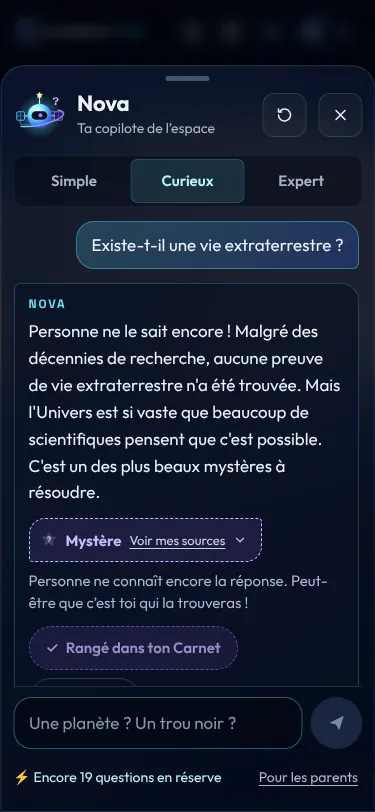 Nova
Ta copilote de l'espace
Simple
Curieux
Expert
Existe-t-il une vie extraterrestre ?
NOVA
Personne ne le sait encore ! Malgré des
décennies de recherche, aucune preuve
de vie extraterrestre n'a été trouvée. Mais
l'Univers est si vaste que beaucoup de
scientifiques pensent que c'est possible.
C'est un des plus beaux mystères à
résoudre.
Mystère Voir mes sources
Personne ne connaît encore la réponse. Peut-
être que c'est toi qui la trouveras !
✓ Rangé dans ton Carnet
Une planète ? Un trou noir ?
⚡ Encore 19 questions en réserve
Pour les parents